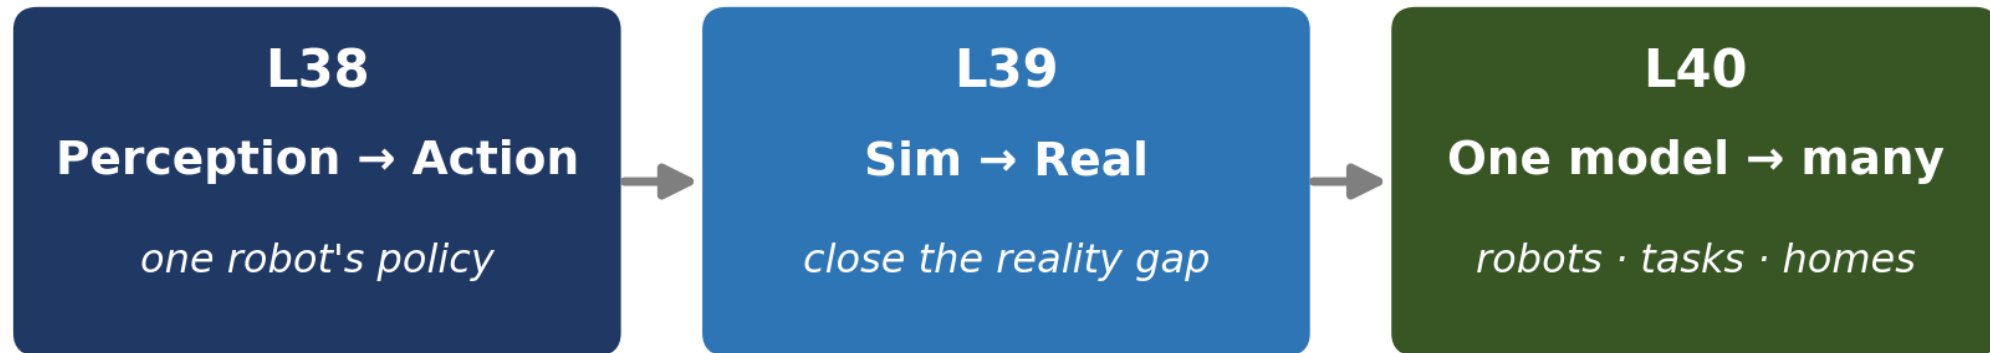 L38
Perception → Action
one robot's policy
L39
Sim → Real
close the reality gap
L40
One model → many
robots · tasks · homes